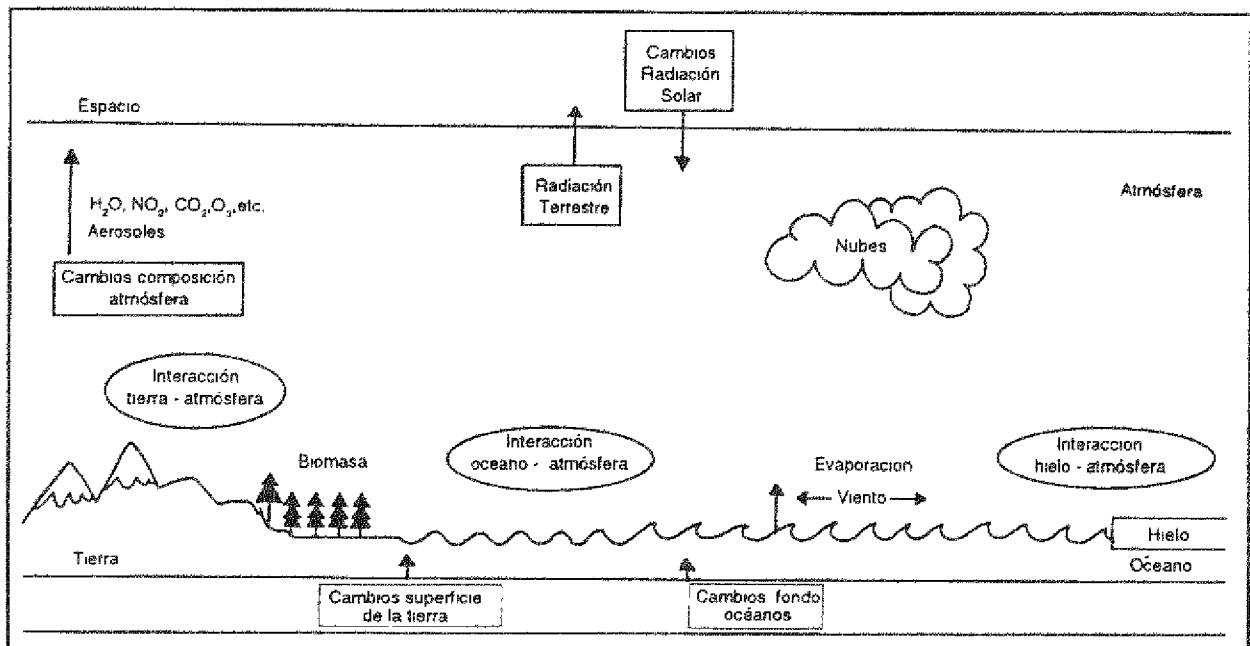 Cambios
Radiación
Solar
Espacio
Radiación
Terrestre
Atmósfera
H₂O, NO₂, CO₂,O₃,etc.
Aerosoles
Nubes
Cambios composición
atmósfera
Interacción
tierra - atmósfera
Interacción
oceano - atmósfera
Interaccion
hielo - atmósfera
Biomasa
Evaporacion
Viento
Hielo
Tierra
Océano
Cambios superficie
de la tierra
Cambios fondo
océanos